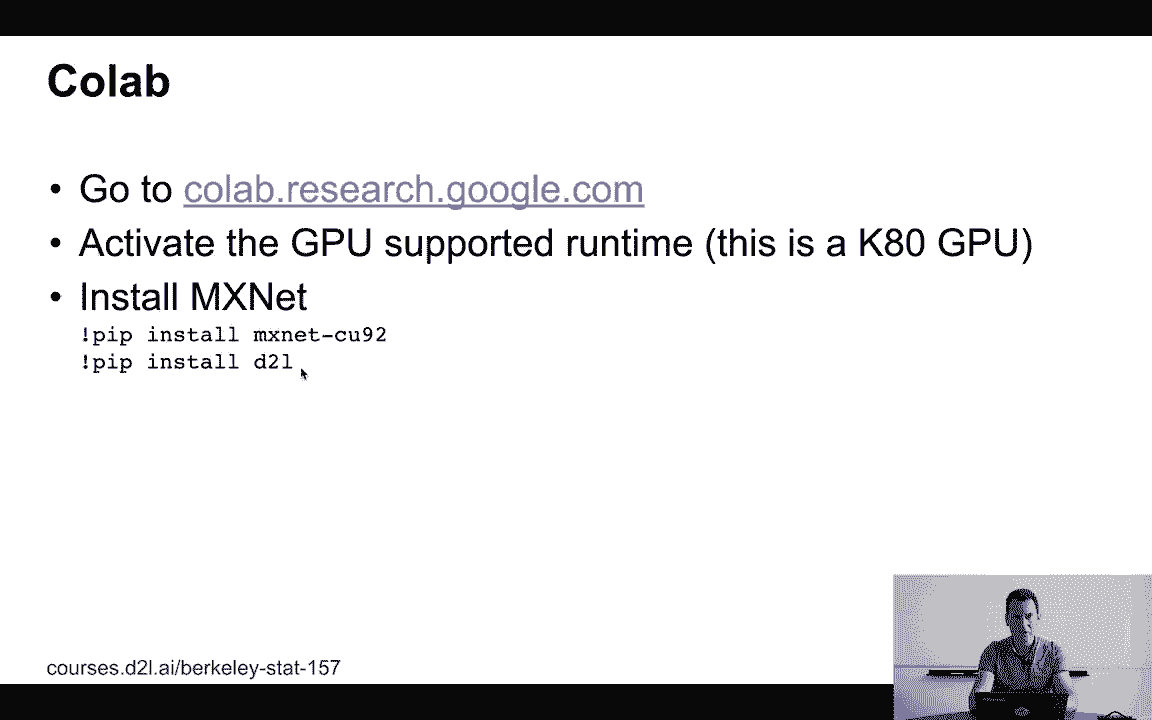 Colab
• Go to colab.research.google.com
• Activate the GPU supported runtime (this is a K80 GPU)
• Install MXNet
!pip install mxnet-cu92
!pip install d2l
courses.d2l.ai/berkeley-stat-157